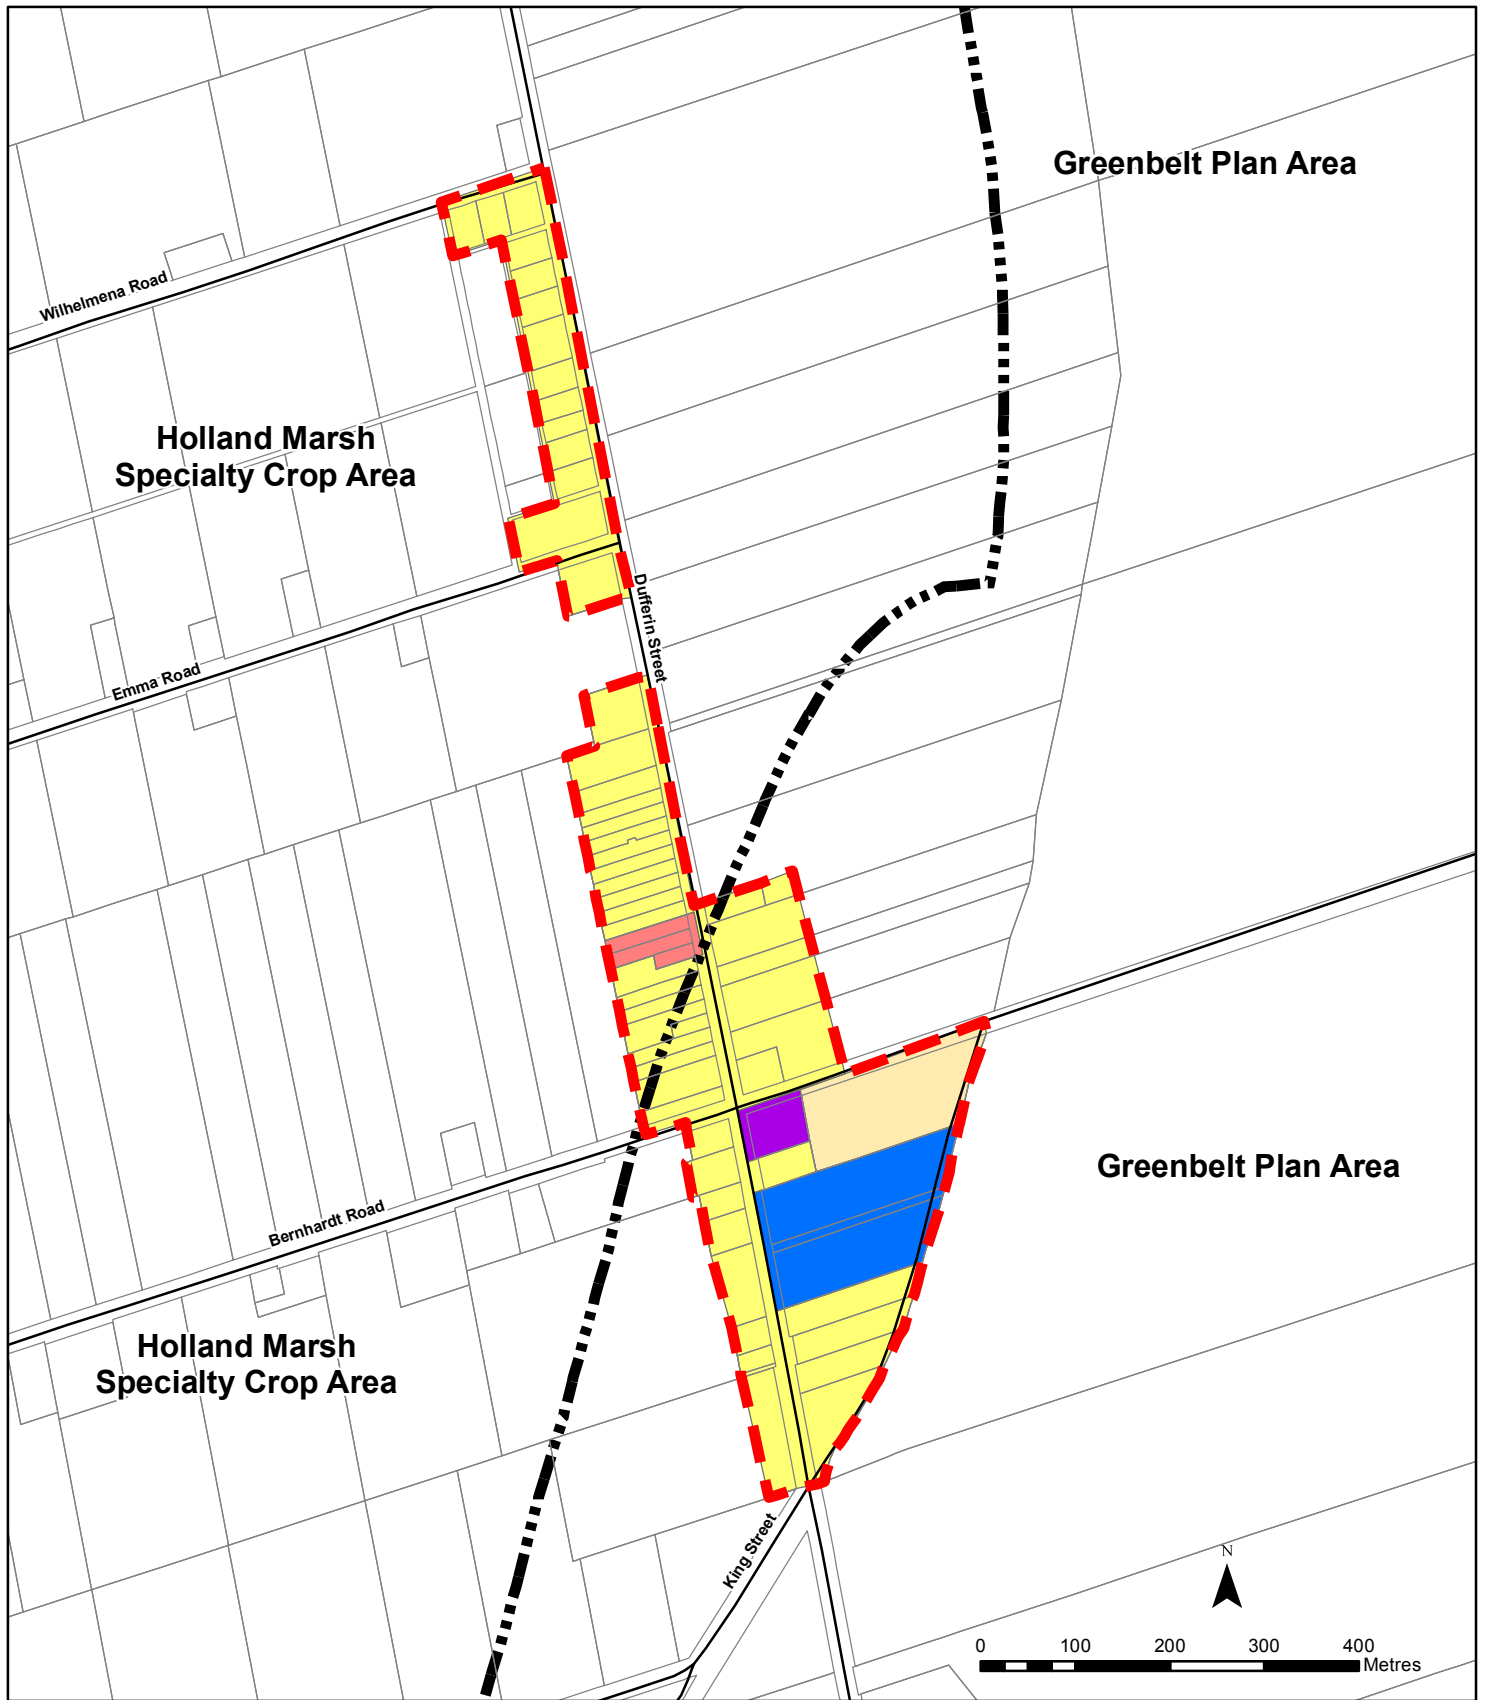 Greenbelt Plan Area
Wilhelmena Road
Holland Marsh
Specialty Crop Area
Dufferin Street
Emma Road
Greenbelt Plan Area
Bernhardt Road
Holland Marsh
Specialty Crop Area
King Street
N
0 100 200 300 400
Metres